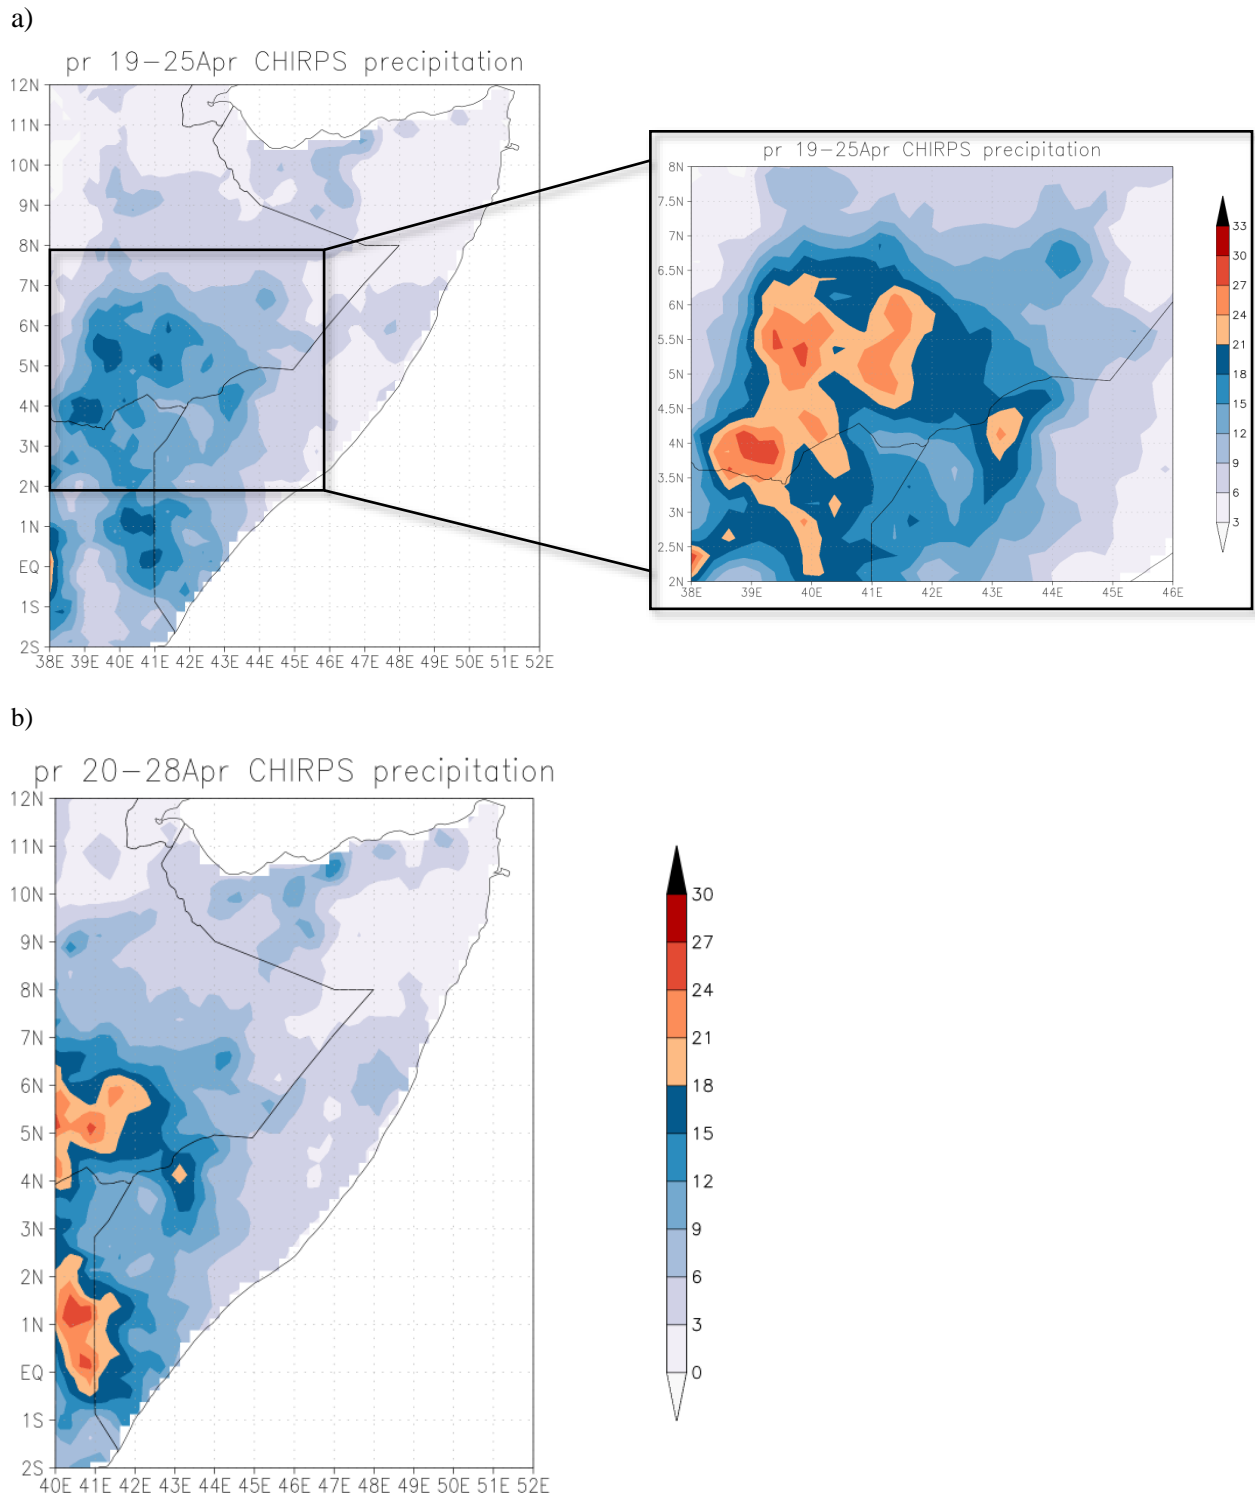 a)
pr 19-25Apr CHIRPS precipitation
12N
11N
10N
9N
8N
7N
6N
5N
4N
3N
2N
1N
EQ
1S
2S
38E 39E 40E 41E 42E 43E 44E 45E 46E 47E 48E 49E 50E 51E 52E
pr 19-25Apr CHIRPS precipitation
8N
7.5N
7N
6.5N
6N
5.5N
5N
4.5N
4N
3.5N
3N
2.5N
2N
38E 39E 40E 41E 42E 43E 44E 45E 46E
33
30
27
24
21
18
15
12
9
6
3
b)
pr 20-28Apr CHIRPS precipitation
12N
11N
10N
9N
8N
7N
6N
5N
4N
3N
2N
1N
EQ
1S
2S
40E 41E 42E 43E 44E 45E 46E 47E 48E 49E 50E 51E 52E
30
27
24
21
18
15
12
9
6
3
0